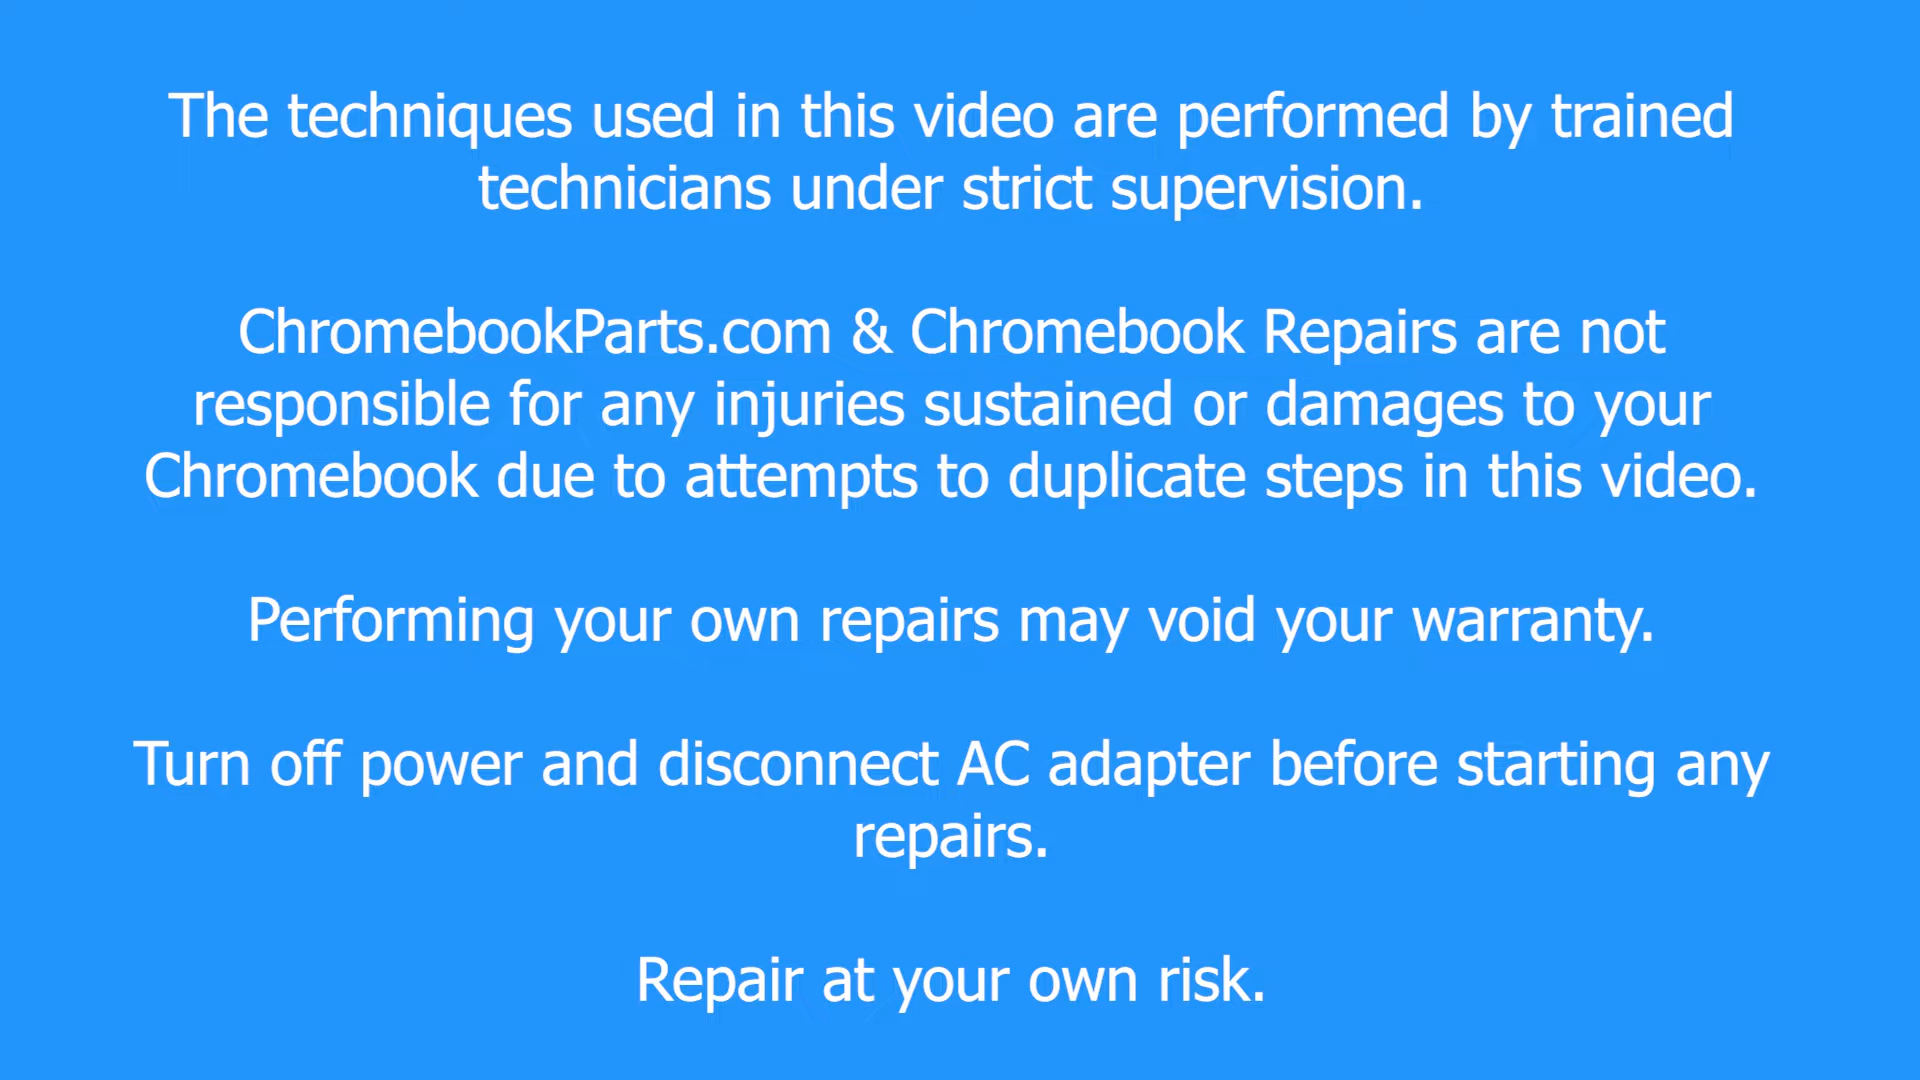 The techniques used in this video are performed by trained
technicians under strict supervision.
ChromebookParts.com & Chromebook Repairs are not
responsible for any injuries sustained or damages to your
Chromebook due to attempts to duplicate steps in this video.
Performing your own repairs may void your warranty.
Turn off power and disconnect AC adapter before starting any
repairs.
Repair at your own risk.